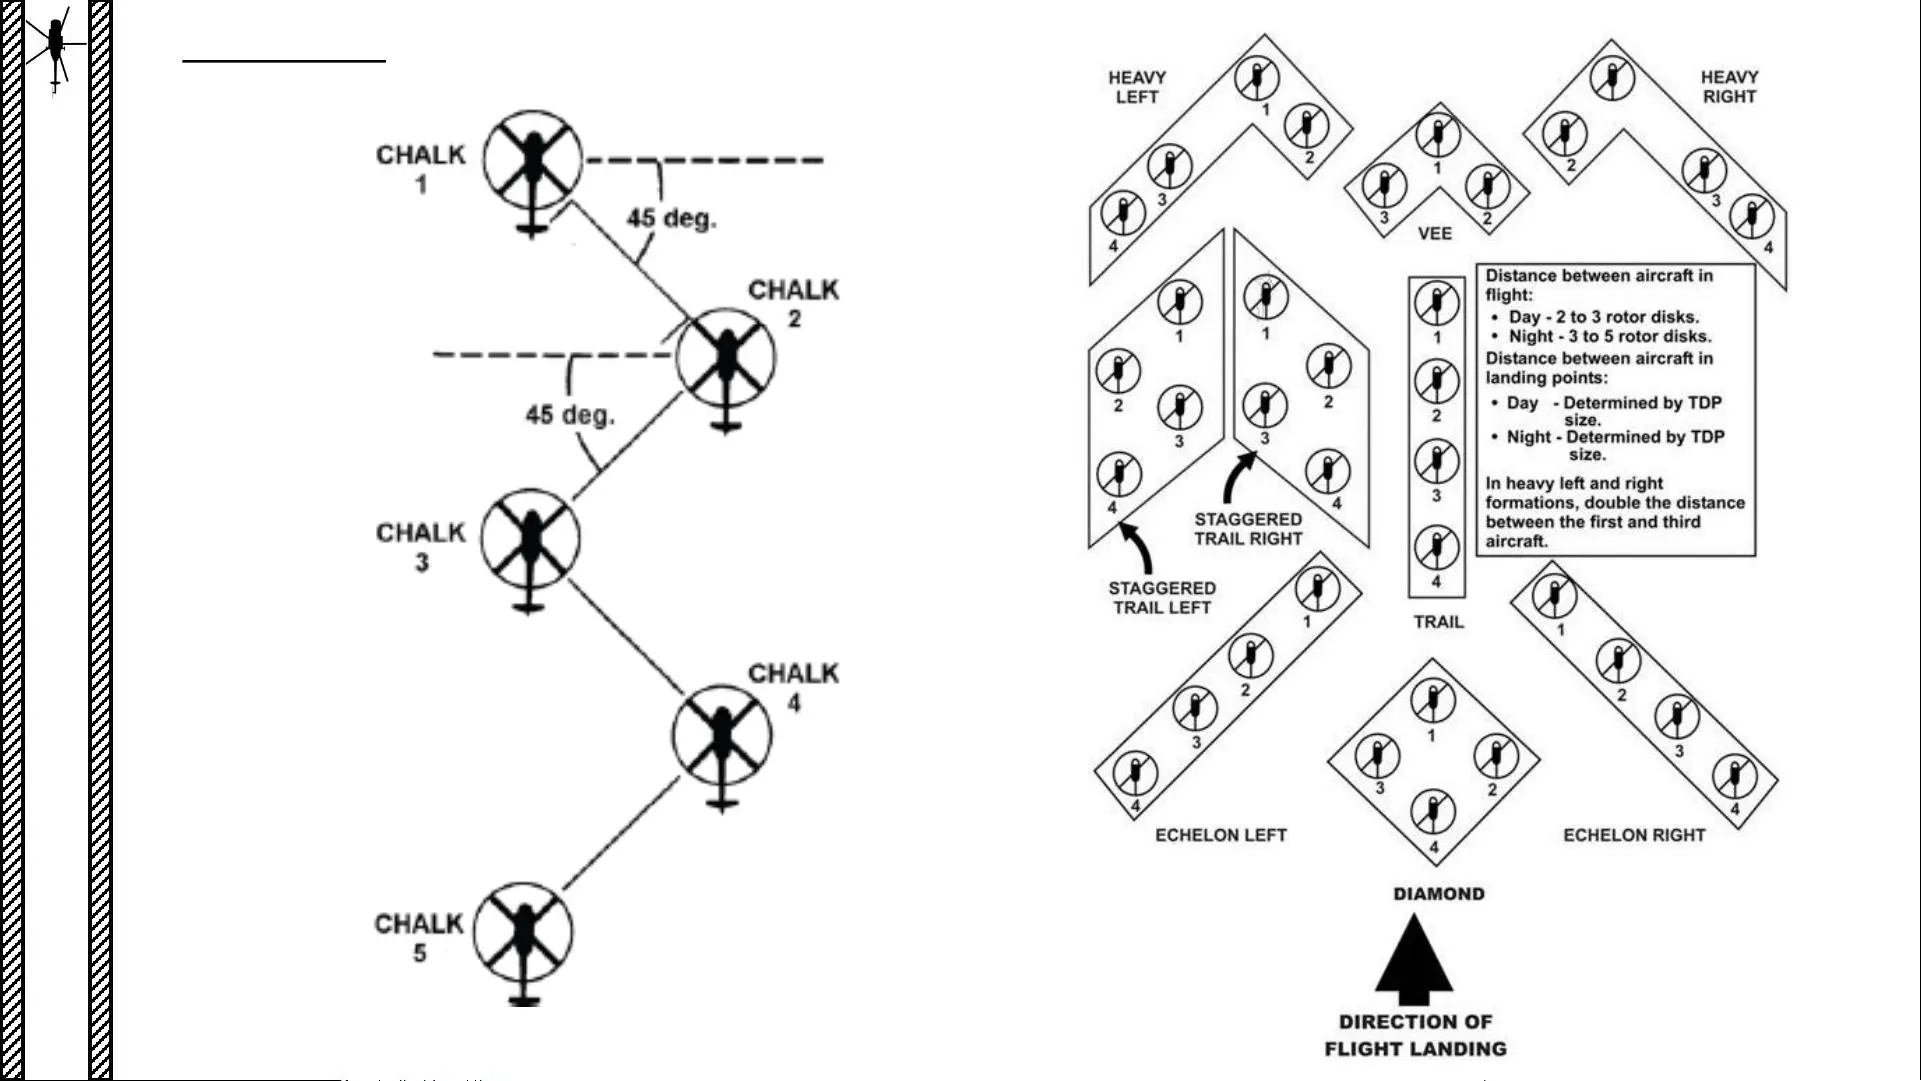 CHALK
1
45 deg.
CHALK
2
45 deg.
CHALK
3
CHALK
4
CHALK
5
HEAVY
LEFT
1
2
3
4
HEAVY
RIGHT
2
3
4
1
3
2
VEE
1
2
3
4
STAGGERED
TRAIL LEFT
1
2
3
4
STAGGERED
TRAIL RIGHT
1
2
3
4
TRAIL
Distance between aircraft in
flight:
• Day - 2 to 3 rotor disks.
• Night - 3 to 5 rotor disks.
Distance between aircraft in
landing points:
• Day - Determined by TDP
size.
• Night - Determined by TDP
size.
In heavy left and right
formations, double the distance
between the first and third
aircraft.
1
2
3
4
ECHELON LEFT
1
3
2
4
DIAMOND
1
2
3
4
ECHELON RIGHT
DIRECTION OF
FLIGHT LANDING